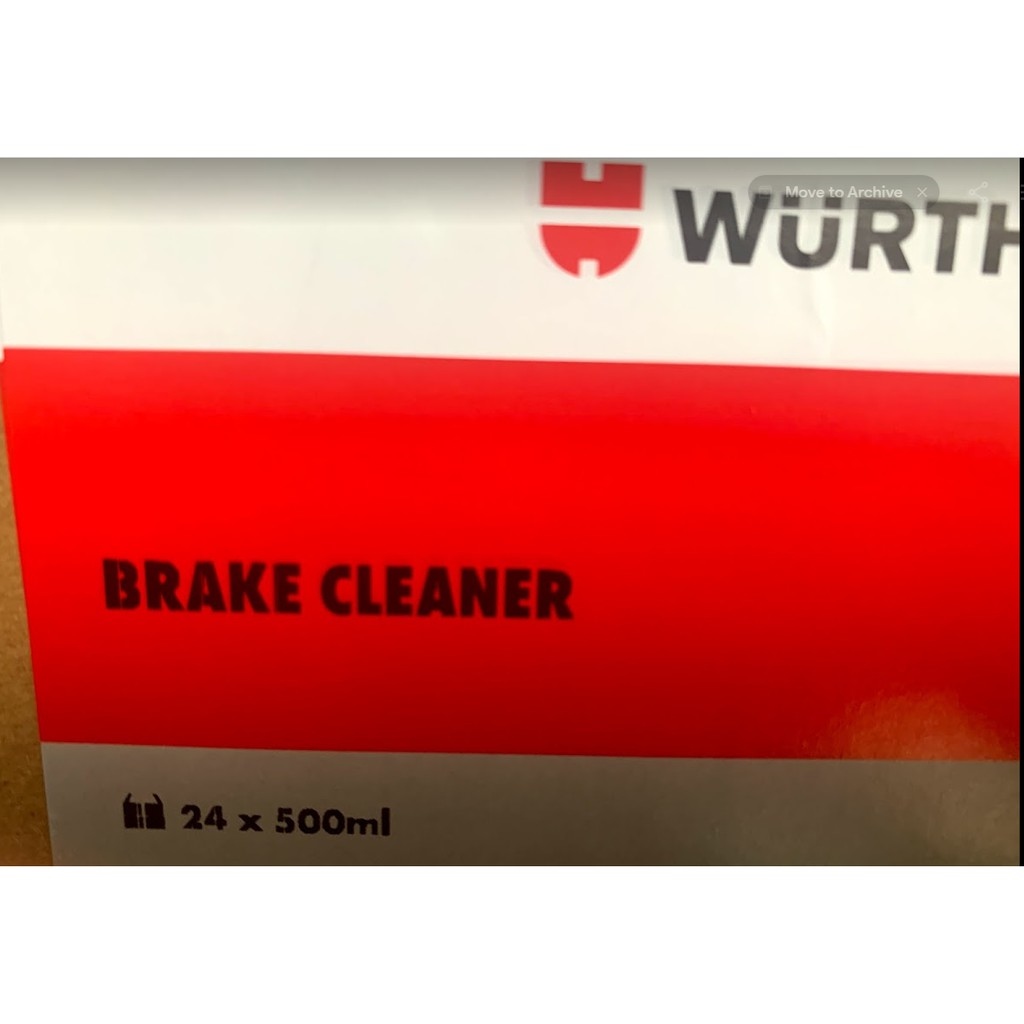 Move to Archive
WÜRTH
BRAKE CLEANER
24 x 500ml